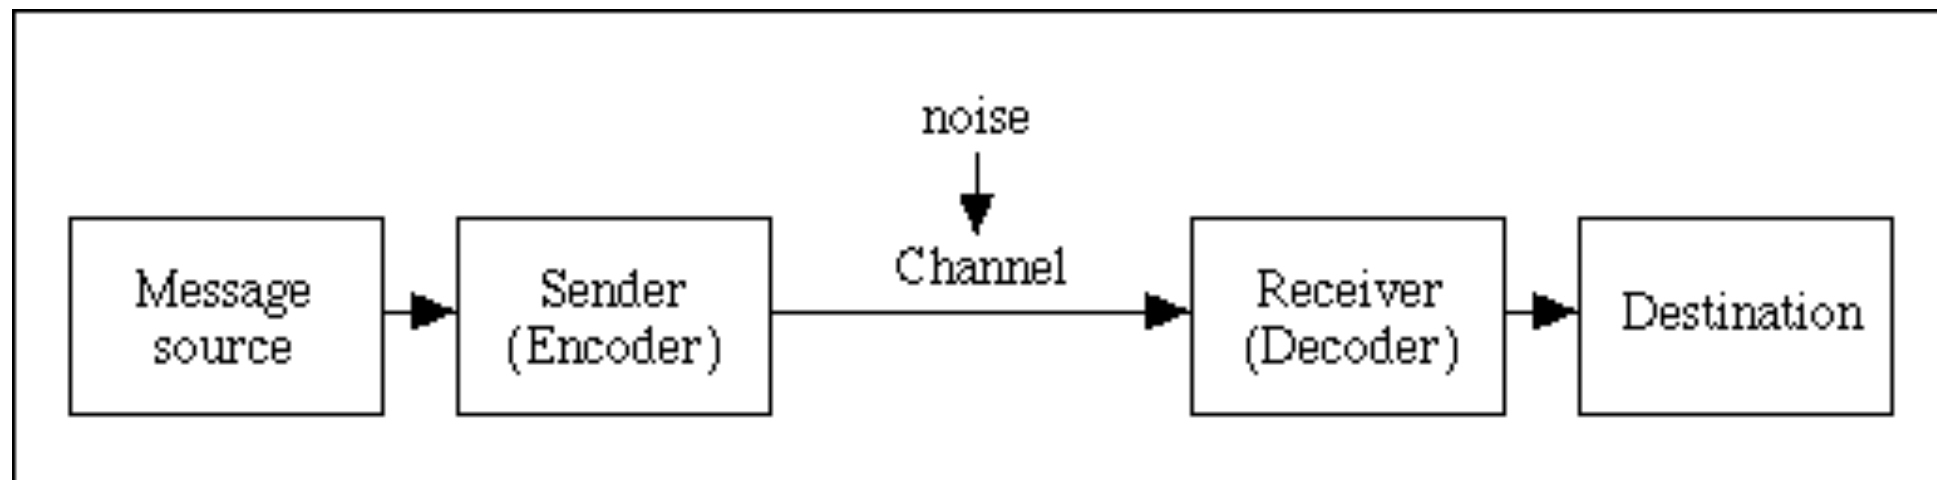 noise
Channel
Message
source
Sender
(Encoder)
Receiver
(Decoder)
Destination